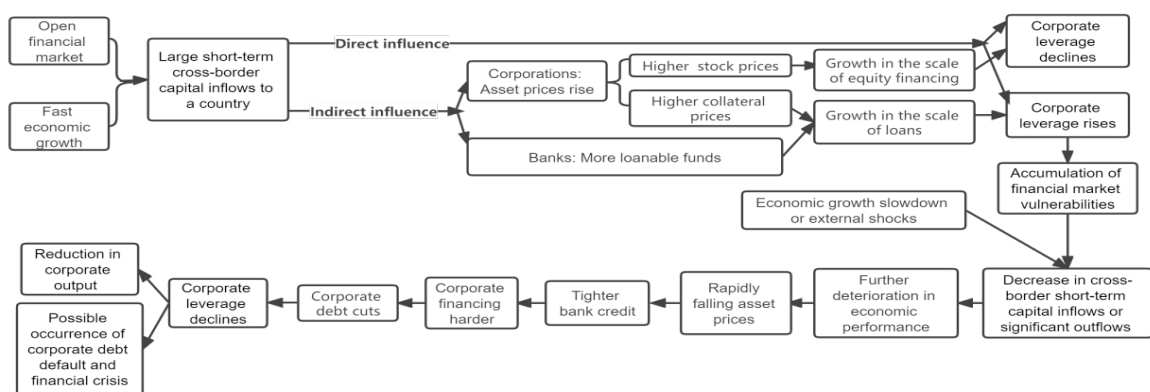 Open
financial
market
Fast
economic
growth
Large short-term
cross-border
capital inflows to
a country
Direct influence
Indirect influence
Corporations:
Asset prices rise
Banks: More loanable funds
Higher stock prices
Higher collateral
prices
Growth in the scale
of equity financing
Growth in the scale
of loans
Corporate
leverage
declines
Corporate
leverage rises
Accumulation of
financial market
vulnerabilities
Economic growth slowdown
or external shocks
Decrease in cross-
border short-term
capital inflows or
significant outflows
Further
deterioration in
economic
performance
Rapidly
falling asset
prices
Tighter
bank credit
Corporate
financing
harder
Corporate
debt cuts
Corporate
leverage
declines
Reduction in
corporate
output
Possible
occurrence of
corporate debt
default and
financial crisis